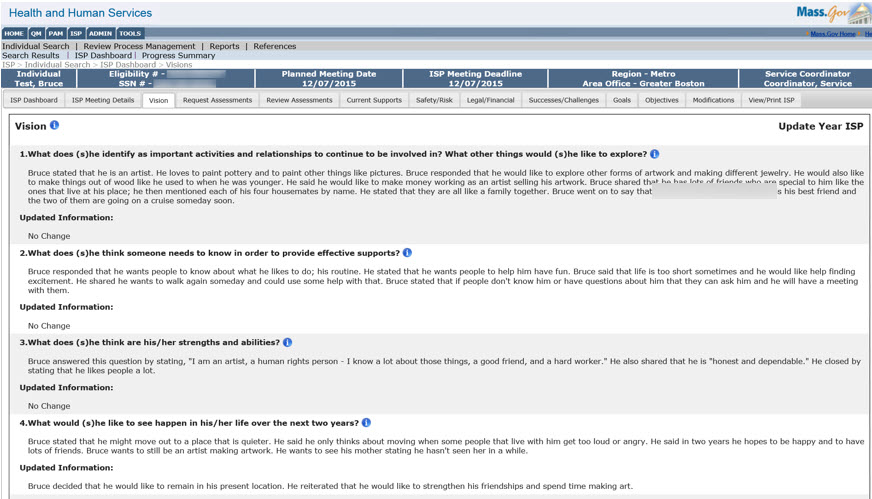 Health and Human Services
Mass.Gov
HOME QM PAM ISP ADMIN TOOLS
Mass.Gov Home
Individual Search | Review Process Management | Reports | References
Search Results | ISP Dashboard | Progress Summary
ISP > Individual Search > ISP Dashboard > Visions
Individual
Test, Bruce
Eligibility # -
SSN # -
Planned Meeting Date
12/07/2015
ISP Meeting Deadline
12/07/2015
Region - Metro
Area Office - Greater Boston
Service Coordinator
Coordinator, Service
ISP Dashboard ISP Meeting Details Vision Request Assessments Review Assessments Current Supports Safety/Risk Legal/Financial Successes/Challenges Goals Objectives Modifications View/Print ISP
Vision
Update Year ISP
1.What does (s)he identify as important activities and relationships to continue to be involved in? What other things would (s)he like to explore?
Bruce stated that he is an artist. He loves to paint pottery and to paint other things like pictures. Bruce responded that he would like to explore other forms of artwork and making different jewelry. He would also like
to make things out of wood like he used to when he was younger. He said he would like to make money working as an artist selling his artwork. Bruce shared that he has lots of friends who are special to him like the
ones that live at his place; he then mentioned each of his four housemates by name. He stated that they are all like a family together. Bruce went on to say that s his best friend and
the two of them are going on a cruise someday soon.
Updated Information:
No Change
2.What does (s)he think someone needs to know in order to provide effective supports?
Bruce responded that he wants people to know about what he likes to do; his routine. He stated that he wants people to help him have fun. Bruce said that life is too short sometimes and he would like help finding
excitement. He shared he wants to walk again someday and could use some help with that. Bruce stated that if people don't know him or have questions about him that they can ask him and he will have a meeting
with them.
Updated Information:
No Change
3.What does (s)he think are his/her strengths and abilities?
Bruce answered this question by stating, "I am an artist, a human rights person - I know a lot about those things, a good friend, and a hard worker." He also shared that he is "honest and dependable." He closed by
stating that he likes people a lot.
Updated Information:
No Change
4.What would (s)he like to see happen in his/her life over the next two years?
Bruce stated that he might move out to a place that is quieter. He said he only thinks about moving when some people that live with him get too loud or angry. He said in two years he hopes to be happy and to have
lots of friends. Bruce wants to still be an artist making artwork. He wants to see his mother stating he hasn't seen her in a while.
Updated Information:
Bruce decided that he would like to remain in his present location. He reiterated that he would like to strengthen his friendships and spend time making art.